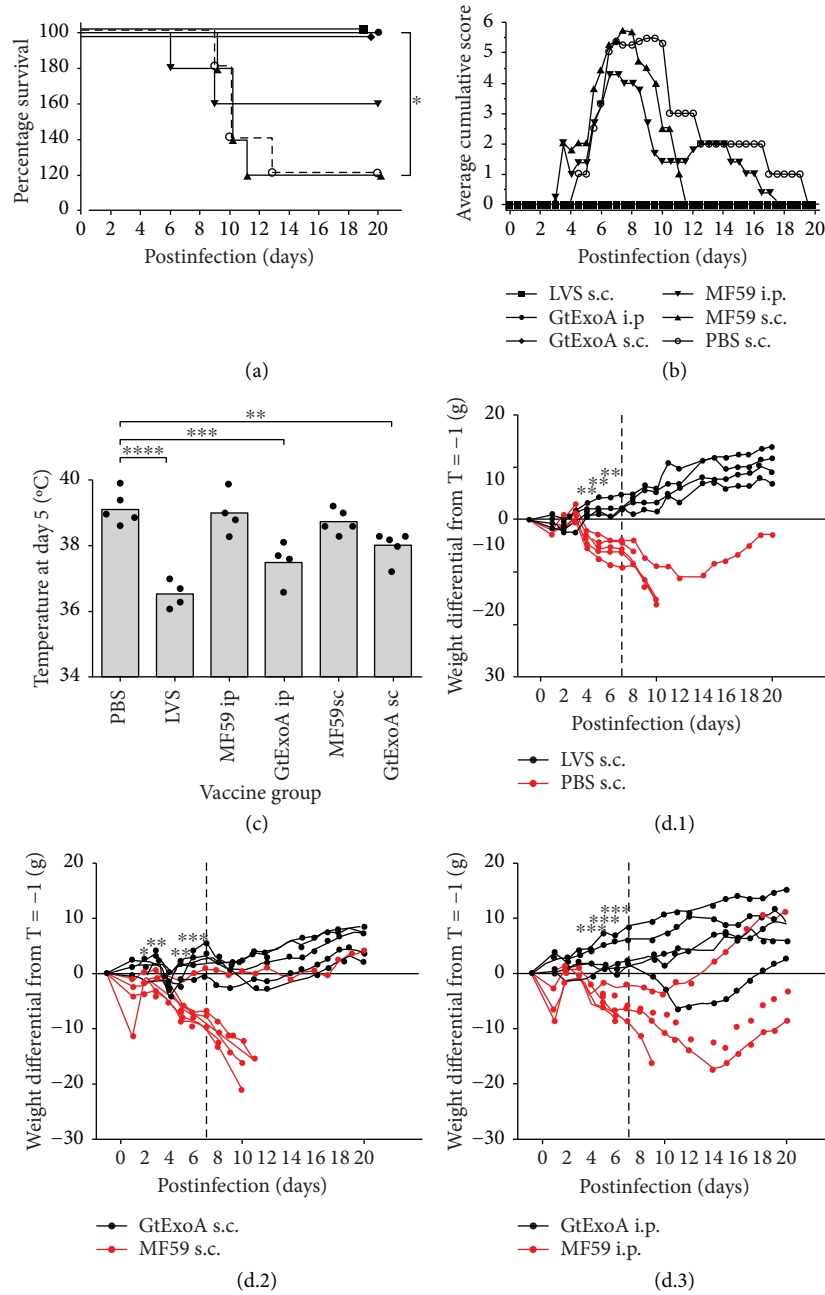 Percentage survival
100
80
60
40
120
140
160
180
100
0 2 4 6 8 10 12 14 16 18 20
*
Postinfection (days)
(a)
Average cumulative score
6
5
4
3
2
1
0
0 2 4 6 8 10 12 14 16 18 20
Postinfection (days)
LVS s.c.
GtExoA i.p
GtExoA s.c.
MF59 i.p.
MF59 s.c.
PBS s.c.
(b)
Temperature at day 5 (°C)
**
***
****
40
38
36
34
PBS
LVS
MF59 ip
GtExoA ip
MF59sc
GtExoA sc
Vaccine group
(c)
Weight differential from T = −1 (g)
20
10
0
−10
−20
30
** ** **
0 2 4 6 8 10 12 14 16 18 20
Postinfection (days)
LVS s.c.
PBS s.c.
(d.1)
Weight differential from T = −1 (g)
20
10
0
−10
−20
−30
* ** ** ***
0 2 4 6 8 10 12 14 16 18 20
Postinfection (days)
GtExoA s.c.
MF59 s.c.
(d.2)
Weight differential from T = −1 (g)
20
10
0
−10
−20
−30
*** *** ***
0 2 4 6 8 10 12 14 16 18 20
Postinfection (days)
GtExoA i.p.
MF59 i.p.
(d.3)